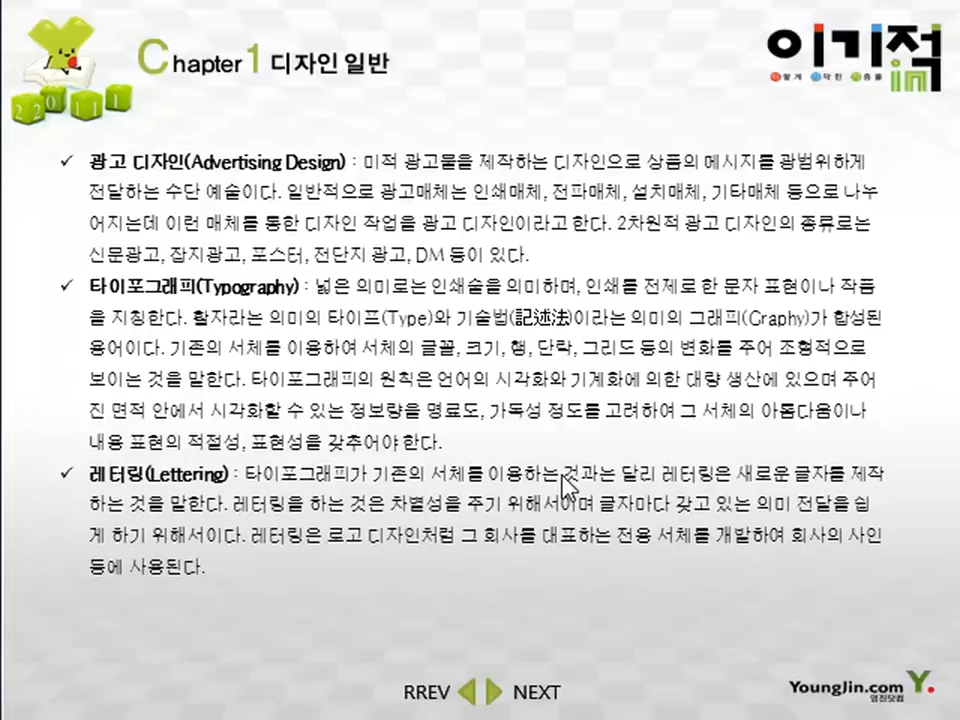 Chapter1 디자인 일반
이기적in
이렇게 기막힌 적중률
22011
광고 디자인(Advertising Design) : 미적 광고물을 제작하는 디자인으로 상품의 메시지를 광범위하게
전달하는 수단 예술이다. 일반적으로 광고매체는 인쇄매체, 전파매체, 설치매체, 기타매체 등으로 나누
어지는데 이런 매체를 통한 디자인 작업을 광고 디자인이라고 한다. 2차원적 광고 디자인의 종류로는
신문광고, 잡지광고, 포스터, 전단지 광고, DM 등이 있다.
타이포그래피(Typography) : 넓은 의미로는 인쇄술을 의미하며, 인쇄를 전제로 한 문자 표현이나 작품
을 지칭한다. 활자라는 의미의 타이프(Type)와 기술법(記述法)이라는 의미의 그래피(Graphy)가 합성된
용어이다. 기존의 서체를 이용하여 서체의 글꼴, 크기, 행, 단락, 그리드 등의 변화를 주어 조형적으로
보이는 것을 말한다. 타이포그래피의 원칙은 언어의 시각화와 기계화에 의한 대량 생산에 있으며 주어
진 면적 안에서 시각화할 수 있는 정보량을 명료도, 가독성 정도를 고려하여 그 서체의 아름다움이나
내용 표현의 적절성, 표현성을 갖추어야 한다.
레터링(Lettering) : 타이포그래피가 기존의 서체를 이용하는 것과는 달리 레터링은 새로운 글자를 제작
하는 것을 말한다. 레터링을 하는 것은 차별성을 주기 위해서이며 글자마다 갖고 있는 의미 전달을 쉽
게 하기 위해서이다. 레터링은 로고 디자인처럼 그 회사를 대표하는 전용 서체를 개발하여 회사의 사인
등에 사용된다.
RREV NEXT
YoungJin.com Y.
영진닷컴